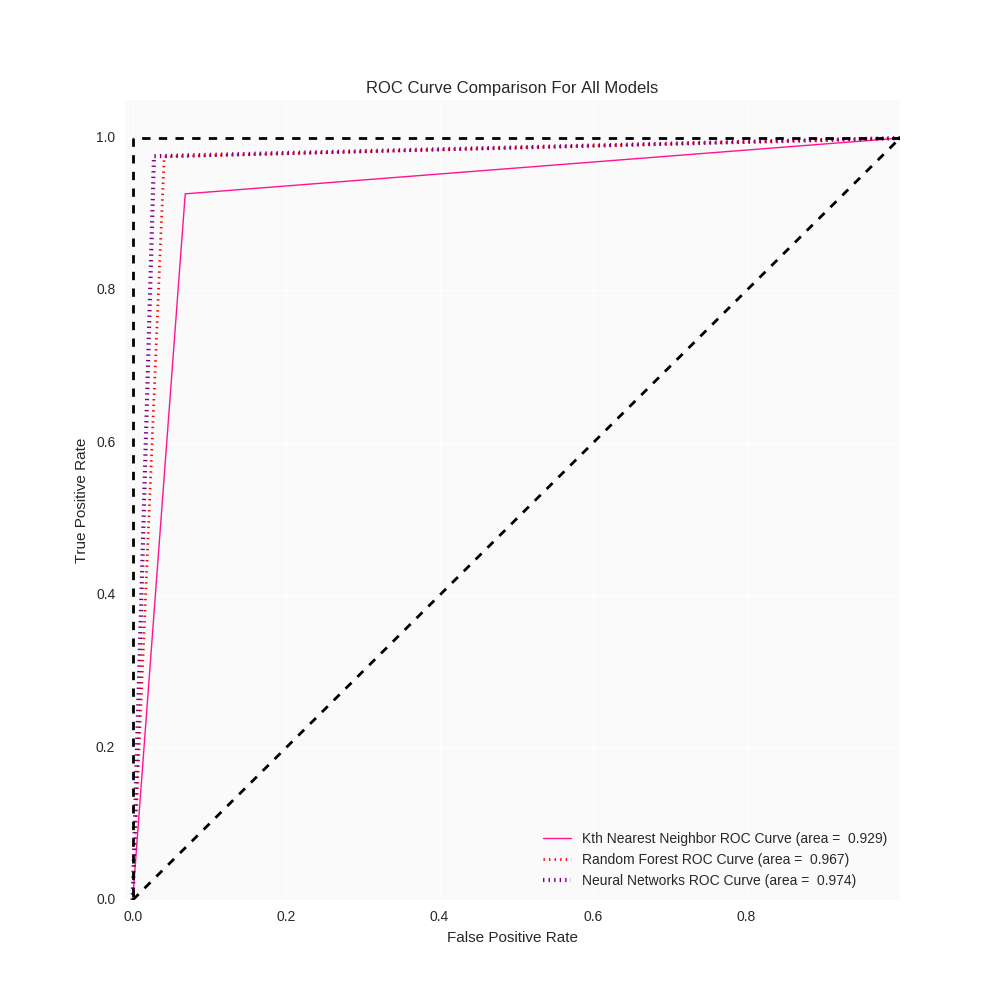 ROC Curve Comparison For All Models
1.0
0.8
0.6
0.4
0.2
0.0
True Positive Rate
Kth Nearest Neighbor ROC Curve (area =  0.929)
Random Forest ROC Curve (area =  0.967)
Neural Networks ROC Curve (area =  0.974)
0.0 0.2 0.4 0.6 0.8
False Positive Rate